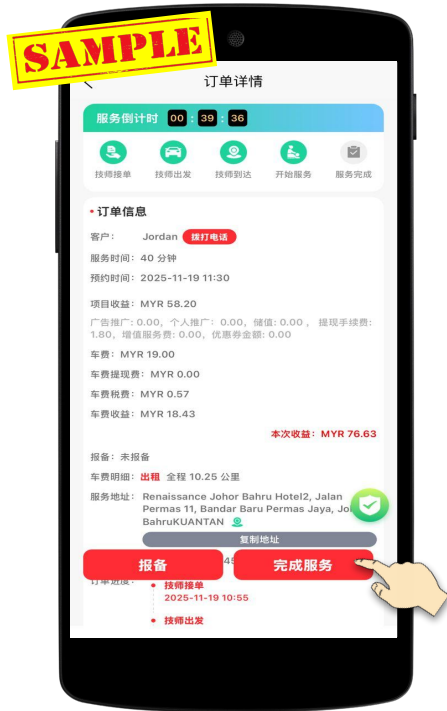 SAMPLE
订单详情
服务倒计时 00 : 39 : 36
技师接单 技师出发 技师到达 开始服务 服务完成
• 订单信息
客户： Jordan 拨打电话
服务时间： 40 分钟
预约时间： 2025-11-19 11:30
项目收益： MYR 58.20
广告推广: 0.00, 个人推广: 0.00, 储值: 0.00 , 提现手续费:
1.80, 增值服务费: 0.00, 优惠券金额: 0.00
车费： MYR 19.00
车费提现费： MYR 0.00
车费税费： MYR 0.57
车费收益： MYR 18.43
本次收益： MYR 76.63
报备： 未报备
车费明细： 出租 全程 10.25 公里
服务地址： Renaissance Johor Bahru Hotel2, Jalan
Permas 11, Bandar Baru Permas Jaya,
BahruKUANTAN
复制地址
报备 完成服务
订单进度：
• 技师接单
2025-11-19 10:55
• 技师出发